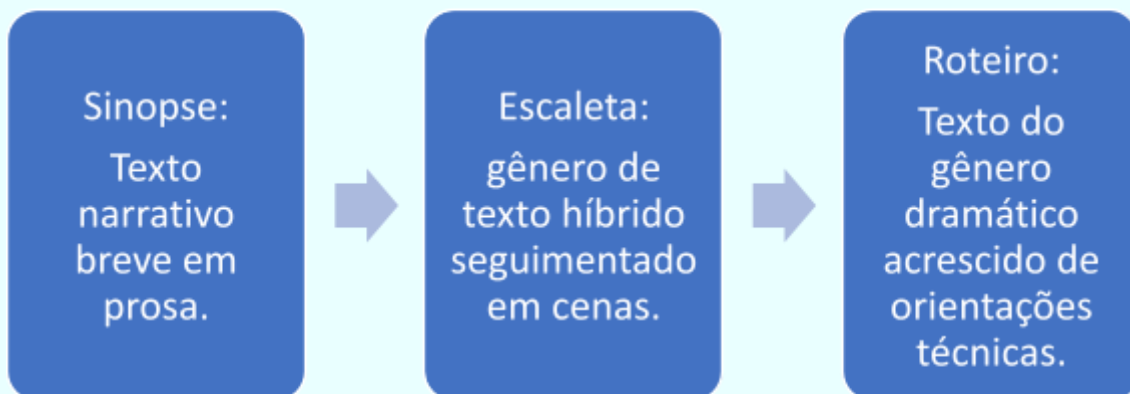 Sinopse:
Texto
narrativo
breve em
prosa.
Escaleta:
gênero de
texto híbrido
seguimentado
em cenas.
Roteiro:
Texto do
gênero
dramático
acrescido de
orientações
técnicas.